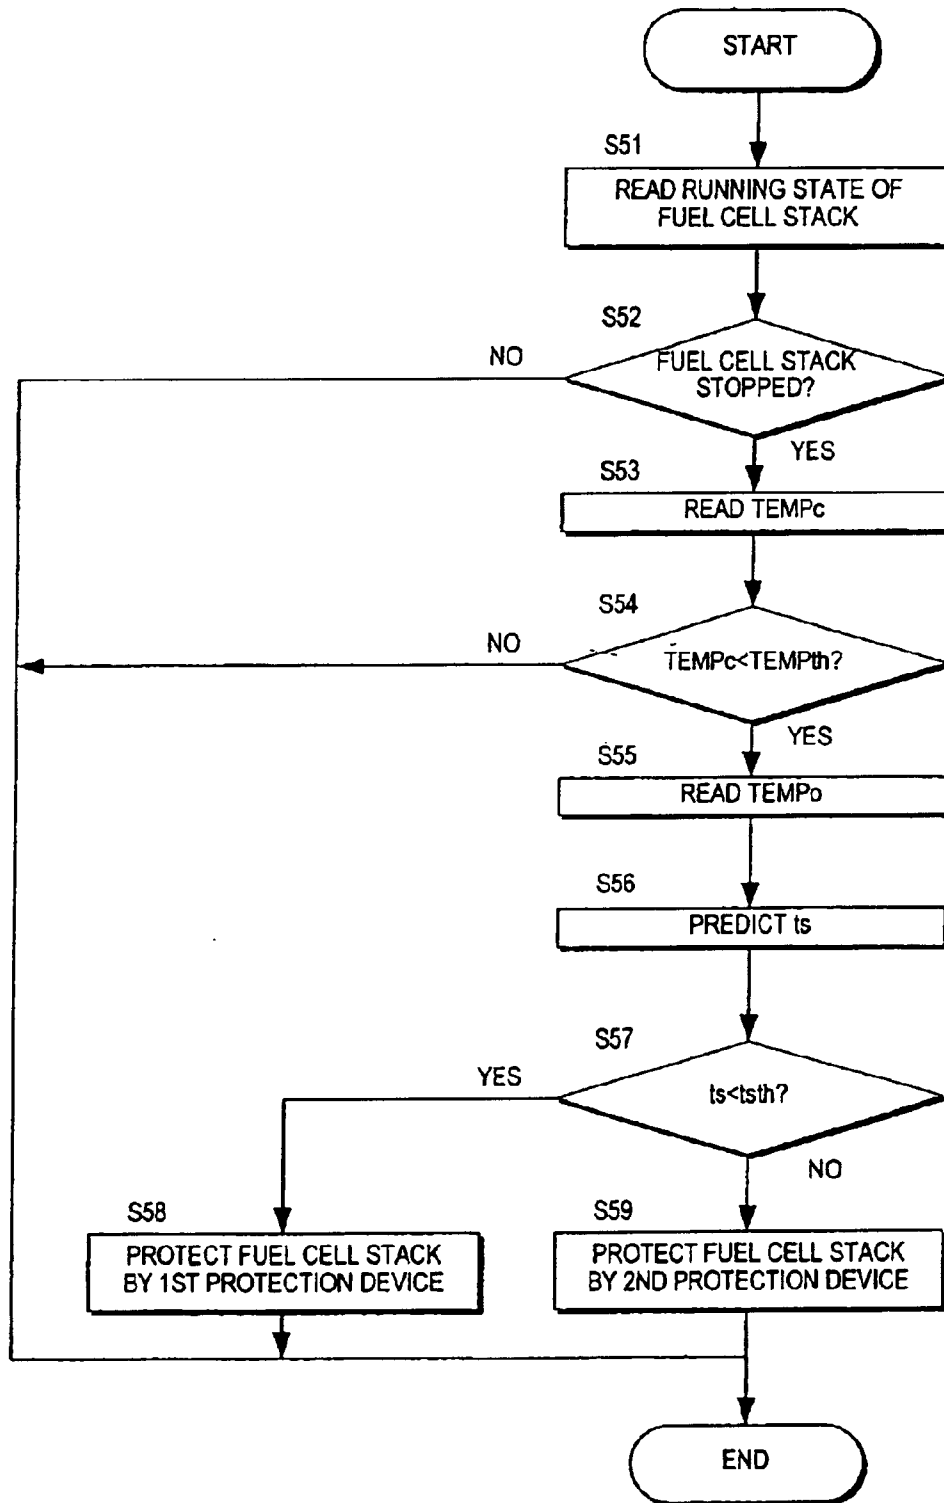 START
S51
READ RUNNING STATE OF
FUEL CELL STACK
S52
NO
FUEL CELL STACK
STOPPED?
YES
S53
READ TEMPc
S54
NO
TEMPc<TEMPth?
YES
S55
READ TEMPo
S56
PREDICT ts
S57
YES
ts<tsth?
NO
S58
PROTECT FUEL CELL STACK
BY 1ST PROTECTION DEVICE
S59
PROTECT FUEL CELL STACK
BY 2ND PROTECTION DEVICE
END